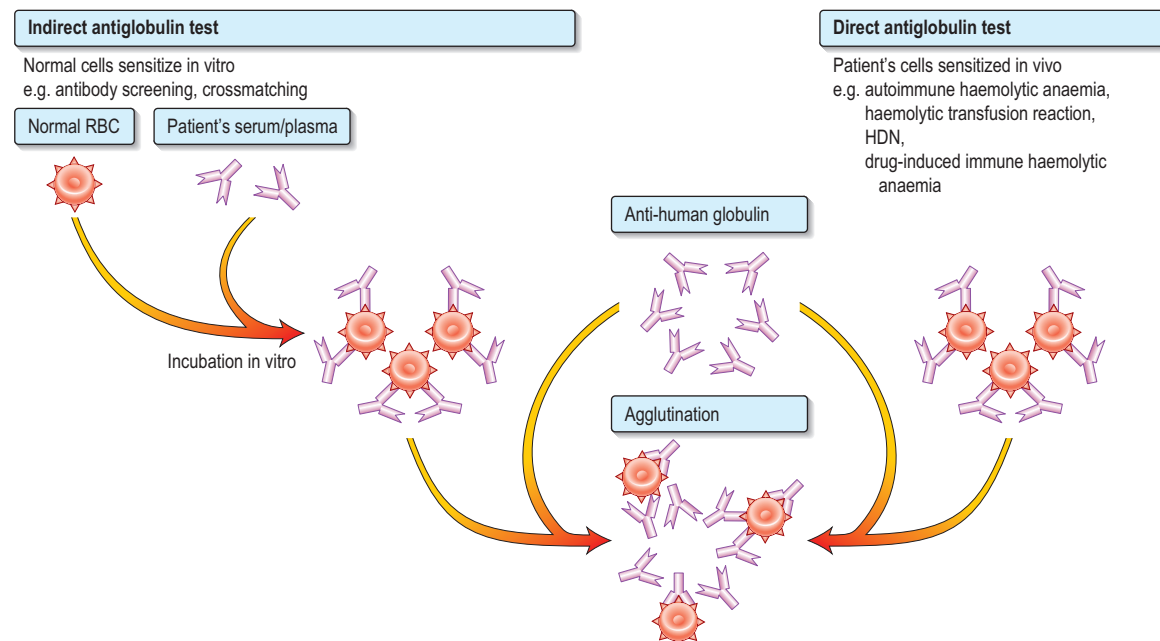 Indirect antiglobulin test
Normal cells sensitize in vitro
e.g. antibody screening, crossmatching
Normal RBC
Patient's serum/plasma
Incubation in vitro
Anti-human globulin
Agglutination
Direct antiglobulin test
Patient's cells sensitized in vivo
e.g. autoimmune haemolytic anaemia,
haemolytic transfusion reaction,
HDN,
drug-induced immune haemolytic
anaemia